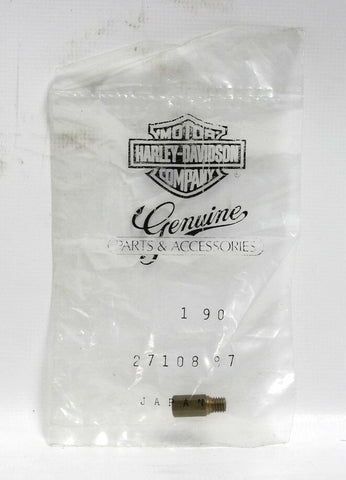 MOTOR
HARLEY-DAVIDSON
COMPANY
Genuine
PARTS & ACCESSORIES
1 90
27108 87
JAPAN